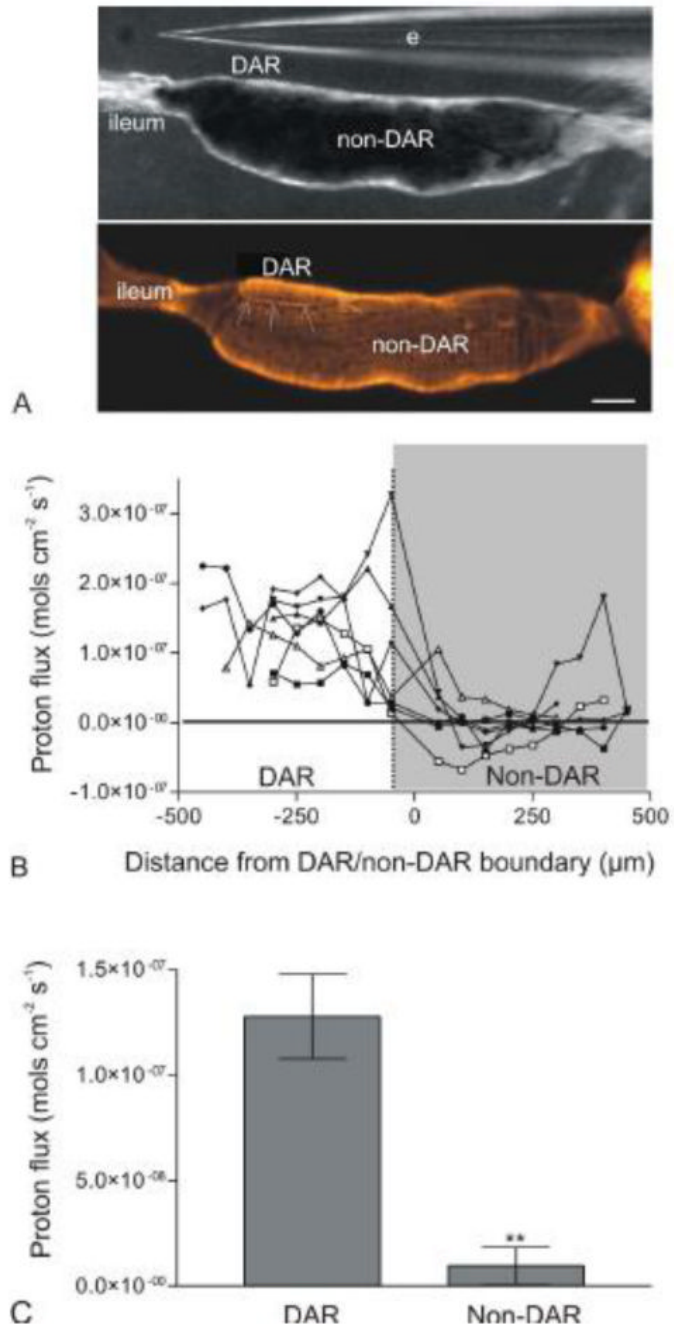 e
DAR
ileum
non-DAR
DAR
ileum
non-DAR
A
Proton flux (mols cm⁻² s⁻¹)
3.0×10⁻⁰⁷
2.0×10⁻⁰⁷
1.0×10⁻⁰⁷
0.0×10⁻⁰⁰
-1.0×10⁻⁰⁷
DAR
Non-DAR
-500 -250 0 250 500
B
Distance from DAR/non-DAR boundary (µm)
Proton flux (mols cm⁻² s⁻¹)
1.5×10⁻⁰⁷
1.0×10⁻⁰⁷
5.0×10⁻⁰⁸
0.0×10⁻⁰⁰
**
C
DAR Non-DAR